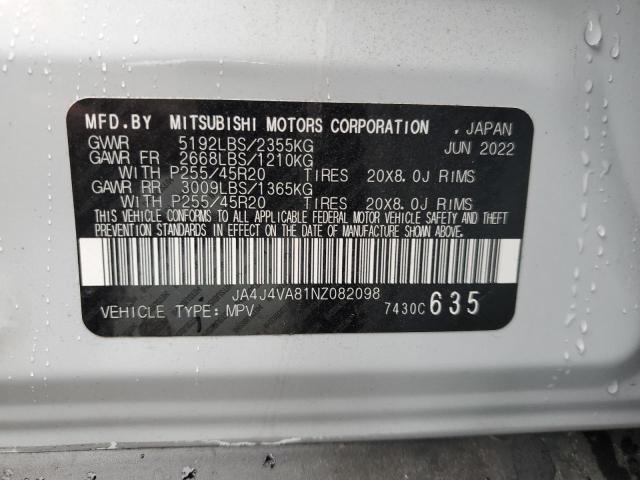 MFD.BY MITSUBISHI MOTORS CORPORATION , JAPAN
GVWR 5192LBS/2355KG JUN 2022
GAWR FR 2668LBS/1210KG
WITH P255/45R20 TIRES 20X8.0J RIMS
GAWR RR 3009LBS/1365KG
WITH P255/45R20 TIRES 20X8.0J RIMS
THIS VEHICLE CONFORMS TO ALL APPLICABLE FEDERAL MOTOR VEHICLE SAFETY AND THEFT
PREVENTION STANDARDS IN EFFECT ON THE DATE OF MANUFACTURE SHOWN ABOVE.
JA4J4VA81NZ082098
VEHICLE TYPE: MPV 7430C 635